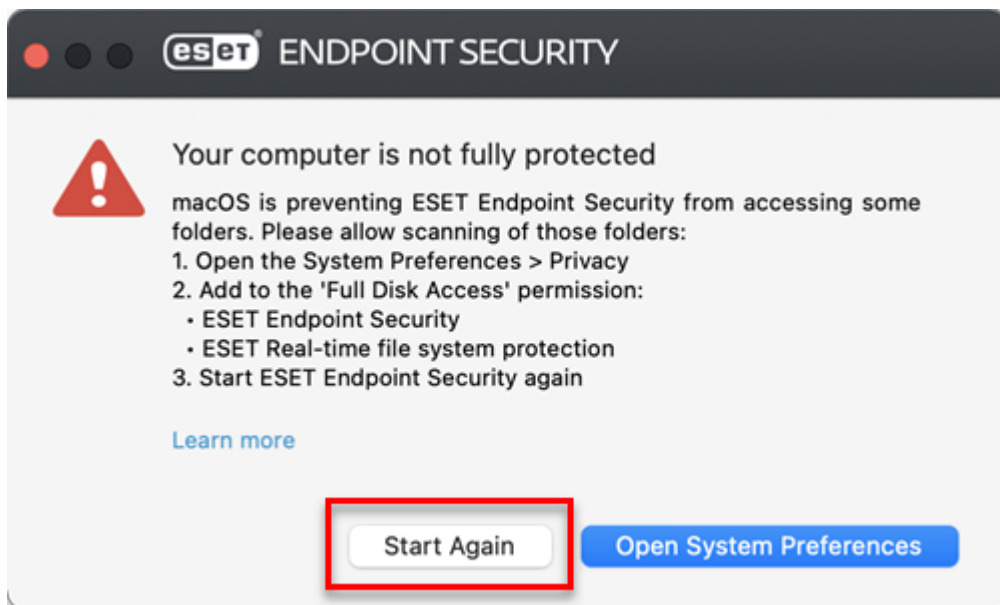 eset® ENDPOINT SECURITY
Your computer is not fully protected
macOS is preventing ESET Endpoint Security from accessing some
folders. Please allow scanning of those folders:
1. Open the System Preferences > Privacy
2. Add to the 'Full Disk Access' permission:
• ESET Endpoint Security
• ESET Real-time file system protection
3. Start ESET Endpoint Security again
Learn more
Start Again
Open System Preferences